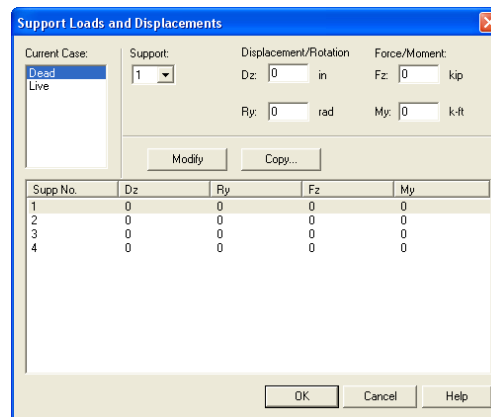 Support Loads and Displacements
Current Case:
Dead
Live
Support:
1
Displacement/Rotation
Dz: 0 in
Ry: 0 rad
Force/Moment:
Fz: 0 kip
My: 0 k-ft
Modify
Copy...
Supp No. Dz Ry Fz My
1 0 0 0 0
2 0 0 0 0
3 0 0 0 0
4 0 0 0 0
OK Cancel Help